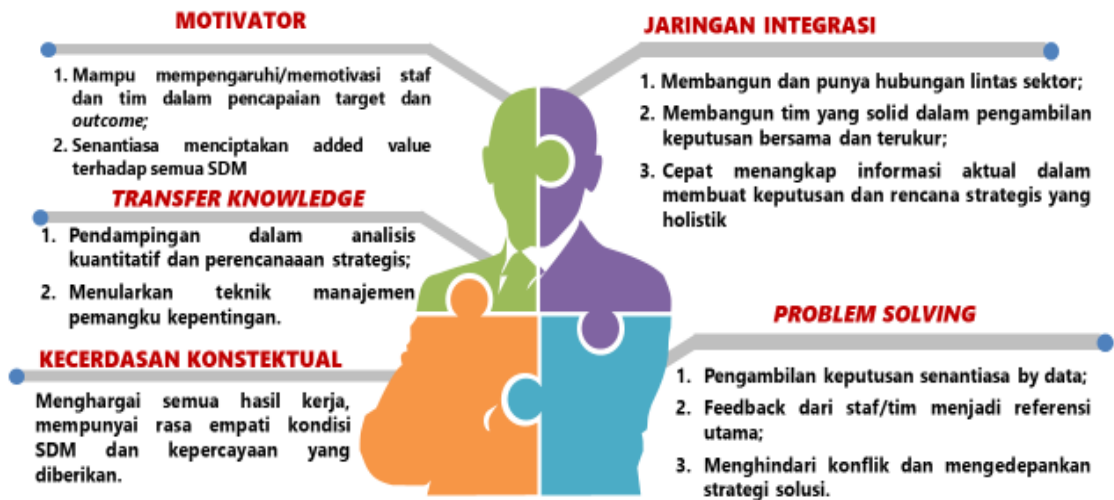 MOTIVATOR
1. Mampu mempengaruhi/memotivasi staf
dan tim dalam pencapaian target dan
outcome;
2. Senantiasa menciptakan added value
terhadap semua SDM
TRANSFER KNOWLEDGE
1. Pendampingan dalam analisis
kuantitatif dan perencanaaan strategis;
2. Menularkan teknik manajemen
pemangku kepentingan.
KECERDASAN KONSTEKTUAL
Menghargai semua hasil kerja,
mempunyai rasa empati kondisi
SDM dan kepercayaan yang
diberikan.
JARINGAN INTEGRASI
1. Membangun dan punya hubungan lintas sektor;
2. Membangun tim yang solid dalam pengambilan
keputusan bersama dan terukur;
3. Cepat menangkap informasi aktual dalam
membuat keputusan dan rencana strategis yang
holistik
PROBLEM SOLVING
1. Pengambilan keputusan senantiasa by data;
2. Feedback dari staf/tim menjadi referensi
utama;
3. Menghindari konflik dan mengedepankan
strategi solusi.